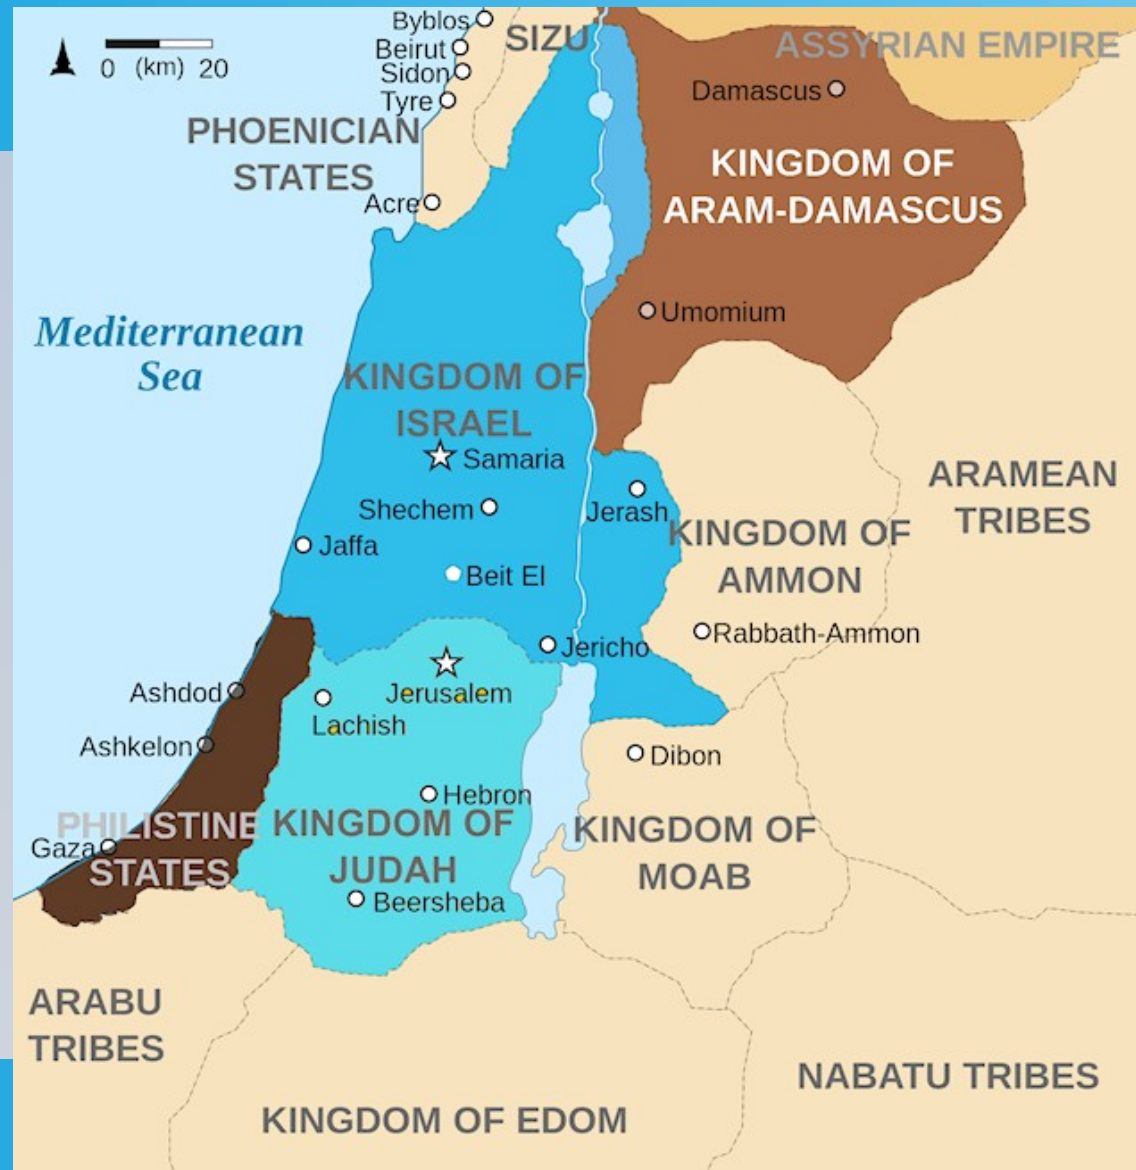 Byblos
SIZU
ASSYRIAN EMPIRE
Beirut
0 (km) 20
Sidon
Damascus
Tyre
PHOENICIAN
STATES
KINGDOM OF
ARAM-DAMASCUS
Acre
Umomium
Mediterranean
Sea
KINGDOM OF
ISRAEL
Samaria
ARAMEAN
TRIBES
Shechem
Jerash
KINGDOM OF
AMMON
Jaffa
Beit El
Rabbath-Ammon
Jericho
Ashdod
Jerusalem
Lachish
Ashkelon
Dibon
Hebron
PHILISTINE
STATES
KINGDOM OF
JUDAH
KINGDOM OF
MOAB
Gaza
Beersheba
ARABU
TRIBES
NABATU TRIBES
KINGDOM OF EDOM